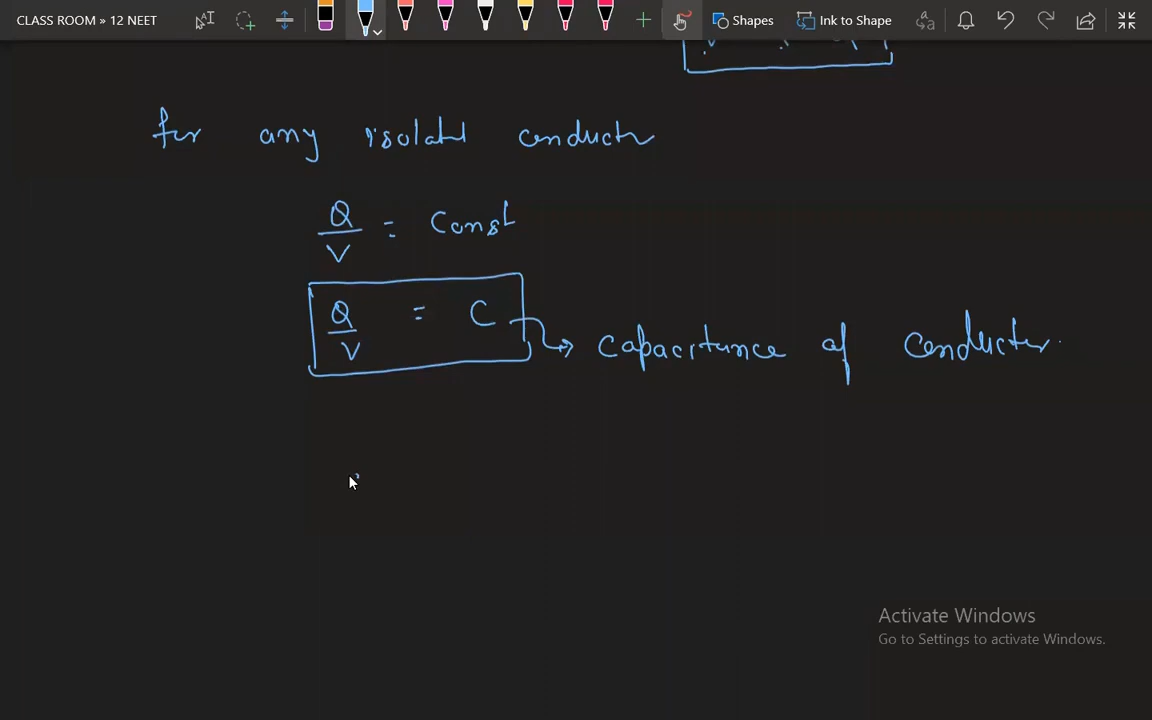 CLASS ROOM » 12 NEET
Shapes
Ink to Shape
for any isolated conductr
Q/V = Const
Q/V = C → capacitance of conductor
Activate Windows
Go to Settings to activate Windows.